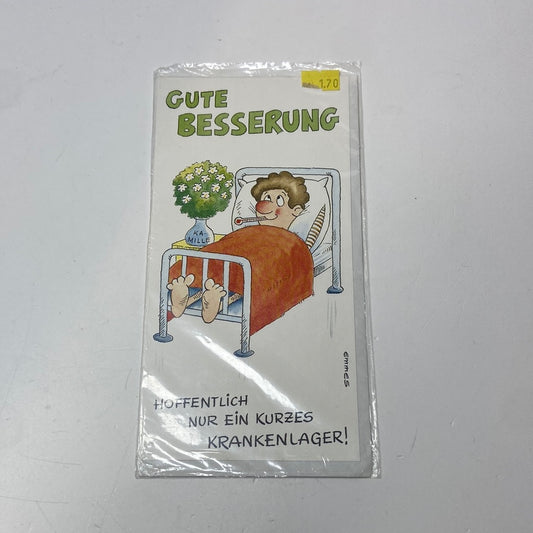 1.70
GUTE
BESSERUNG
KA-
MILLE
EMMES
HOFFENTLICH
NUR EIN KURZES
KRANKENLAGER!